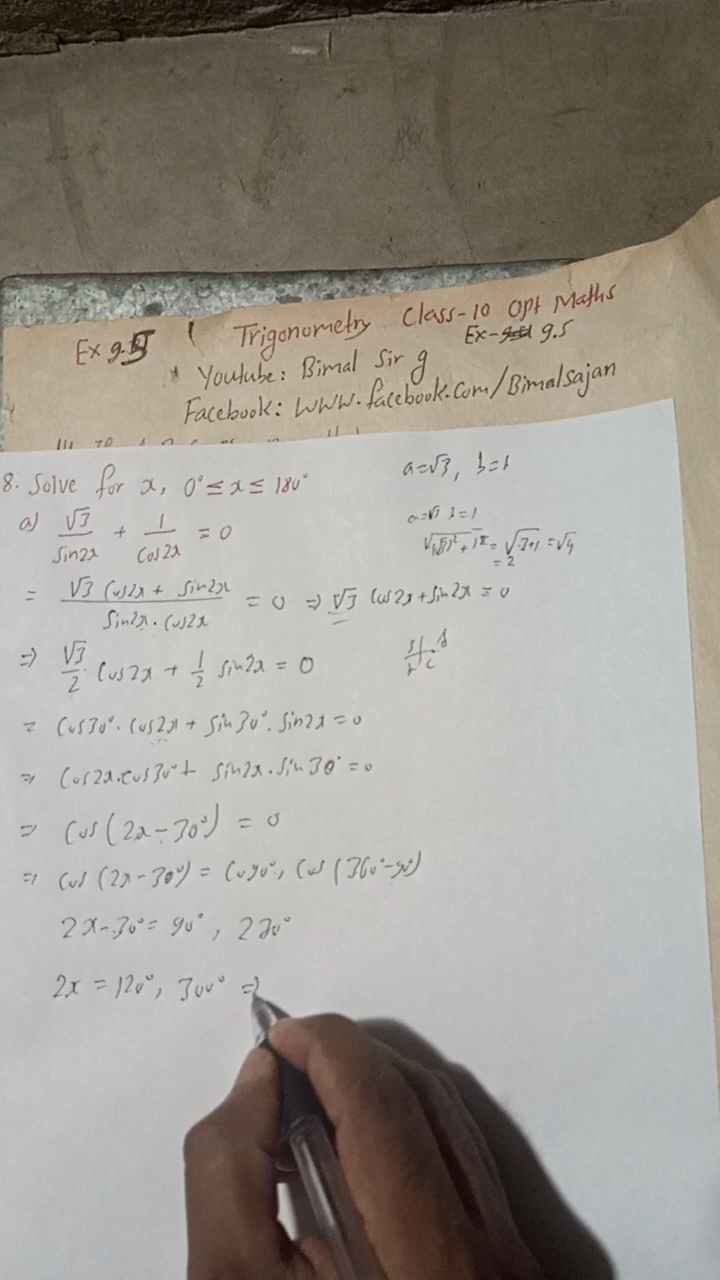 Ex 9.5
Trigonometry Class-10 Opt Maths
Ex- 9.5
Youtube: Bimal Sir g
Facebook: www.facebook.com/Bimalsajan
8. Solve for x, 0° ≤ x ≤ 180°
a=√3, b=1
a) √3/sin2x + 1/cos2x = 0
a=√3 b=1
√(√3)²+1² = √3+1 = √4
= 2
= (√3 cos2x + sin2x)/(sin2x . cos2x) = 0 ⇒ √3 cos2x + sin2x = 0
⇒ √3/2 . cos2x + 1/2 sin2x = 0
= cos30° . cos2x + sin30° . sin2x = 0
⇒ cos2x . cos30° + sin2x . sin30° = 0
= cos(2x - 30°) = 0
⇒ cos(2x - 30°) = cos90°, cos(360° - 90°)
2x - 30° = 90°, 270°
2x = 120°, 300° ⇒